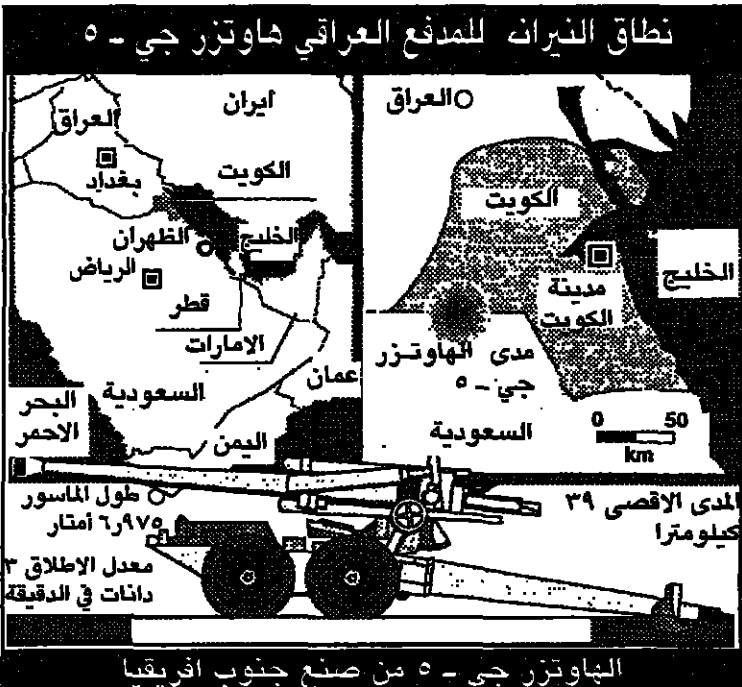 نطاق النيران للمدفع العراقي هاوتزر جي - ٥
العراق
ايران
بغداد
الكويت
الظهران
الخليج
الرياض
قطر
الامارات
السعودية
عمان
البحر
الاحمر
اليمن
العراق
الكويت
الخليج
مدينة
الكويت
مدى الهاوتزر
جي - ٥
السعودية
0 50
km
طول الماسور
٦٫٩٧٥ أمتار
معدل الإطلاق ٣
دانات في الدقيقة
المدى الاقصى ٣٩
كيلومترا
الهاوتزر جي - ٥ من صنع جنوب افريقيا